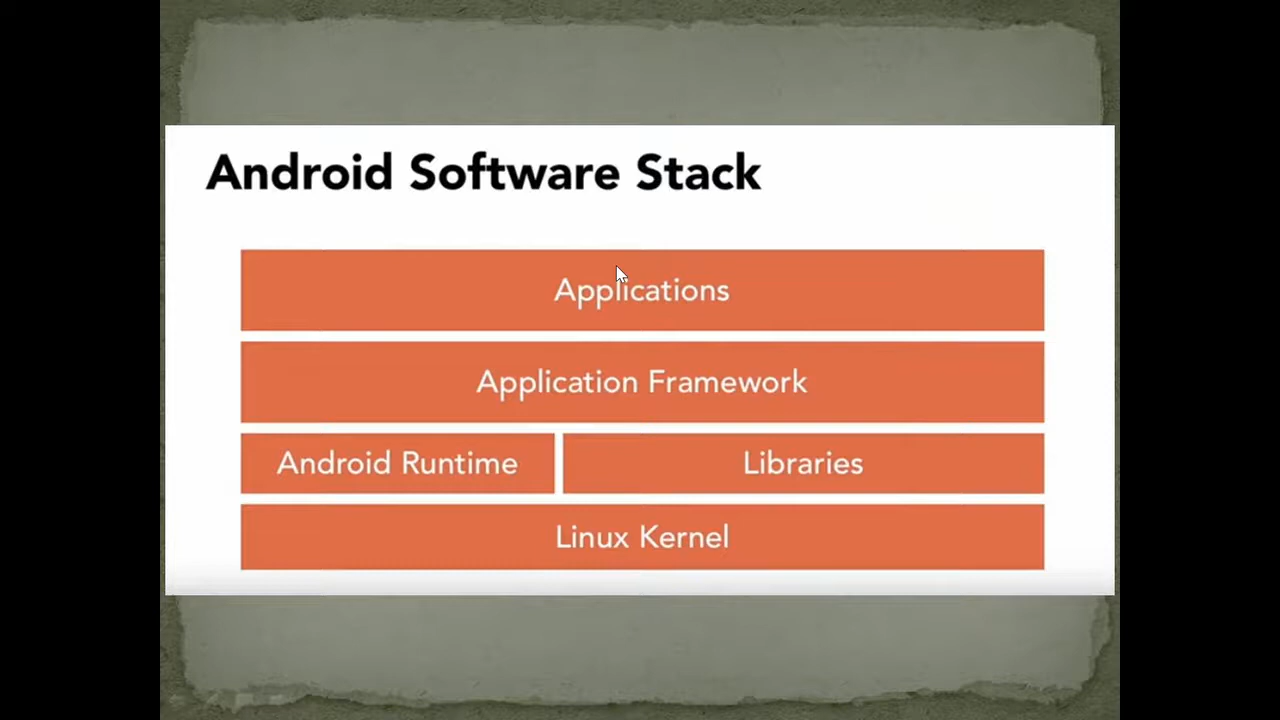 Android Software Stack
Applications
Application Framework
Android Runtime
Libraries
Linux Kernel